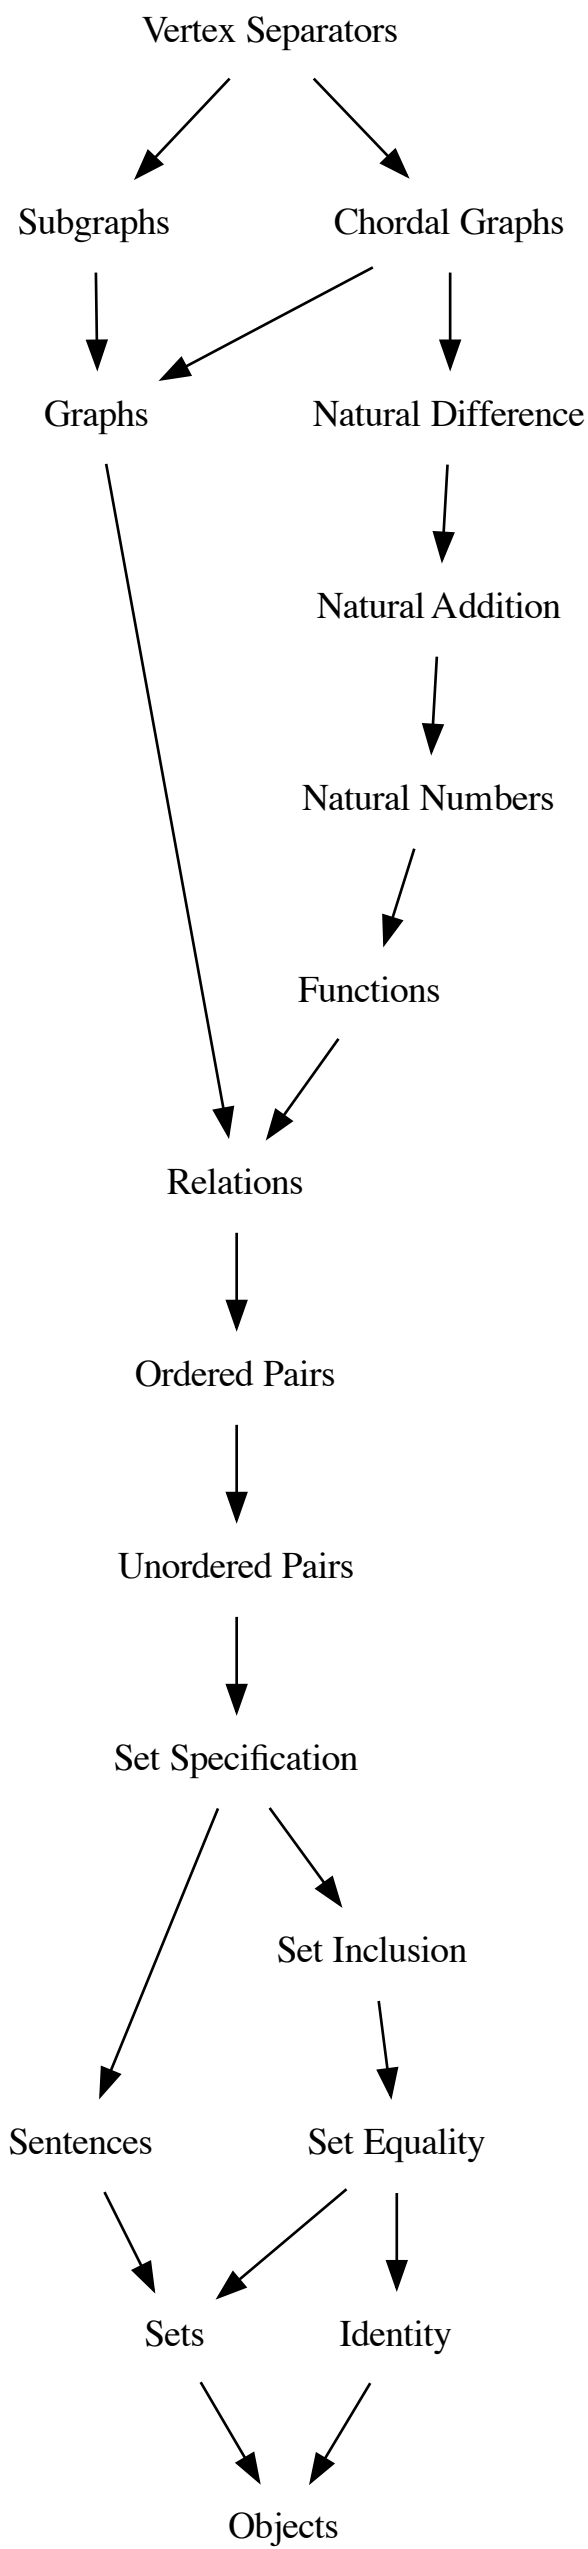 Vertex Separators
Subgraphs
Chordal Graphs
Graphs
Natural Difference
Natural Addition
Natural Numbers
Functions
Relations
Ordered Pairs
Unordered Pairs
Set Specification
Set Inclusion
Sentences
Set Equality
Sets
Identity
Objects